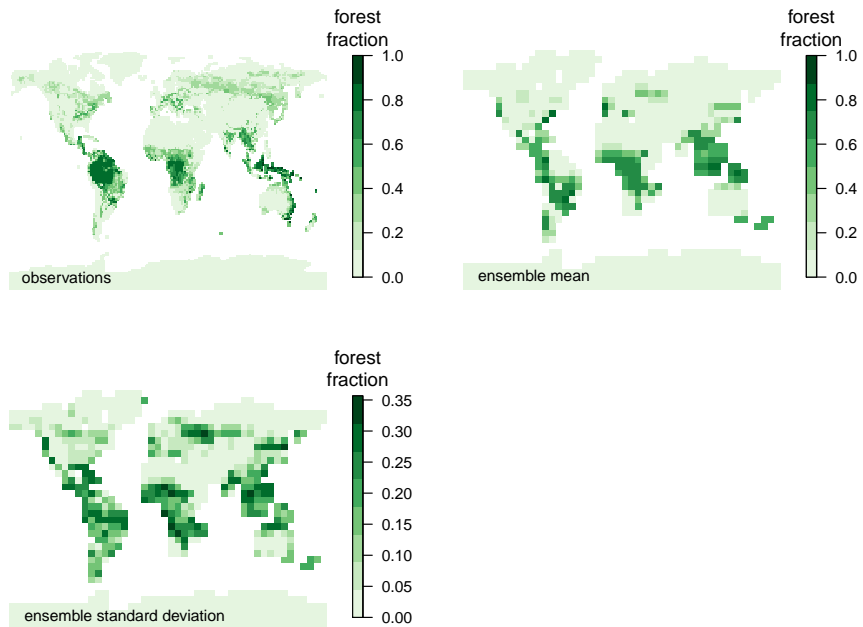 forest
fraction
1.0
0.8
0.6
0.4
0.2
0.0
observations
forest
fraction
1.0
0.8
0.6
0.4
0.2
0.0
ensemble mean
forest
fraction
0.35
0.30
0.25
0.20
0.15
0.10
0.05
0.00
ensemble standard deviation